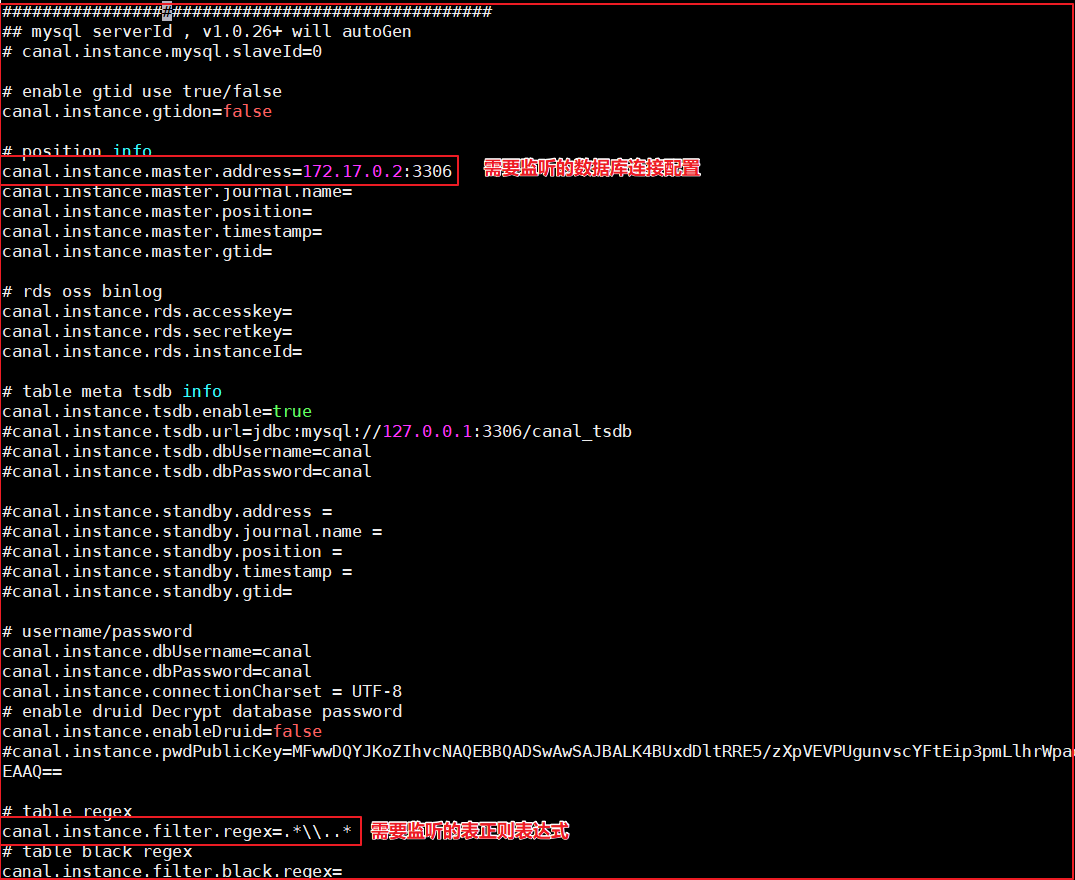 #################################################
## mysql serverId , v1.0.26+ will autoGen
# canal.instance.mysql.slaveId=0
# enable gtid use true/false
canal.instance.gtidon=false
# position info
canal.instance.master.address=172.17.0.2:3306 需要监听的数据库连接配置
canal.instance.master.journal.name=
canal.instance.master.position=
canal.instance.master.timestamp=
canal.instance.master.gtid=
# rds oss binlog
canal.instance.rds.accesskey=
canal.instance.rds.secretkey=
canal.instance.rds.instanceId=
# table meta tsdb info
canal.instance.tsdb.enable=true
#canal.instance.tsdb.url=jdbc:mysql://127.0.0.1:3306/canal_tsdb
#canal.instance.tsdb.dbUsername=canal
#canal.instance.tsdb.dbPassword=canal
#canal.instance.standby.address =
#canal.instance.standby.journal.name =
#canal.instance.standby.position =
#canal.instance.standby.timestamp =
#canal.instance.standby.gtid=
# username/password
canal.instance.dbUsername=canal
canal.instance.dbPassword=canal
canal.instance.connectionCharset = UTF-8
# enable druid Decrypt database password
canal.instance.enableDruid=false
#canal.instance.pwdPublicKey=MFwwDQYJKoZIhvcNAQEBBQADSwAwSAJBALK4BUxdDltRRE5/zXpVEVPUgunvscYFtEip3pmLlhrWpa
EAAQ==
# table regex
canal.instance.filter.regex=.*\\..* 需要监听的表正则表达式
# table black regex
canal.instance.filter.black.regex=